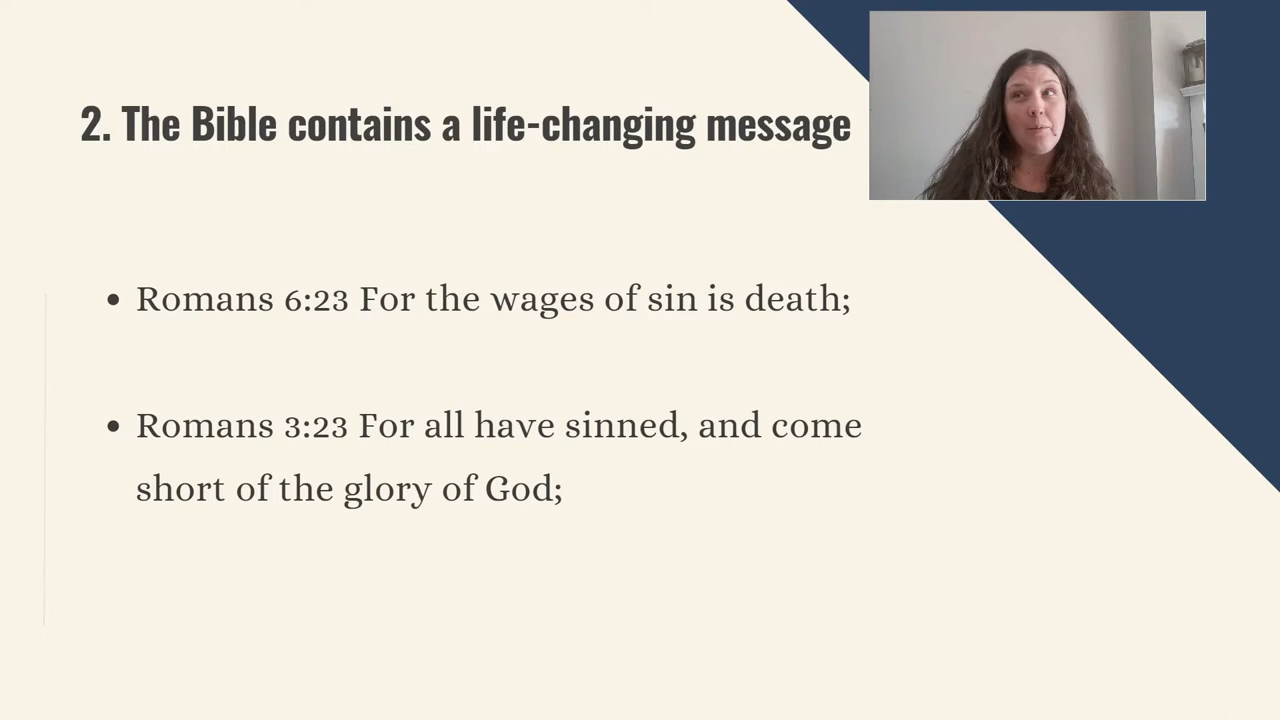 2. The Bible contains a life-changing message
• Romans 6:23 For the wages of sin is death;
• Romans 3:23 For all have sinned, and come
short of the glory of God;